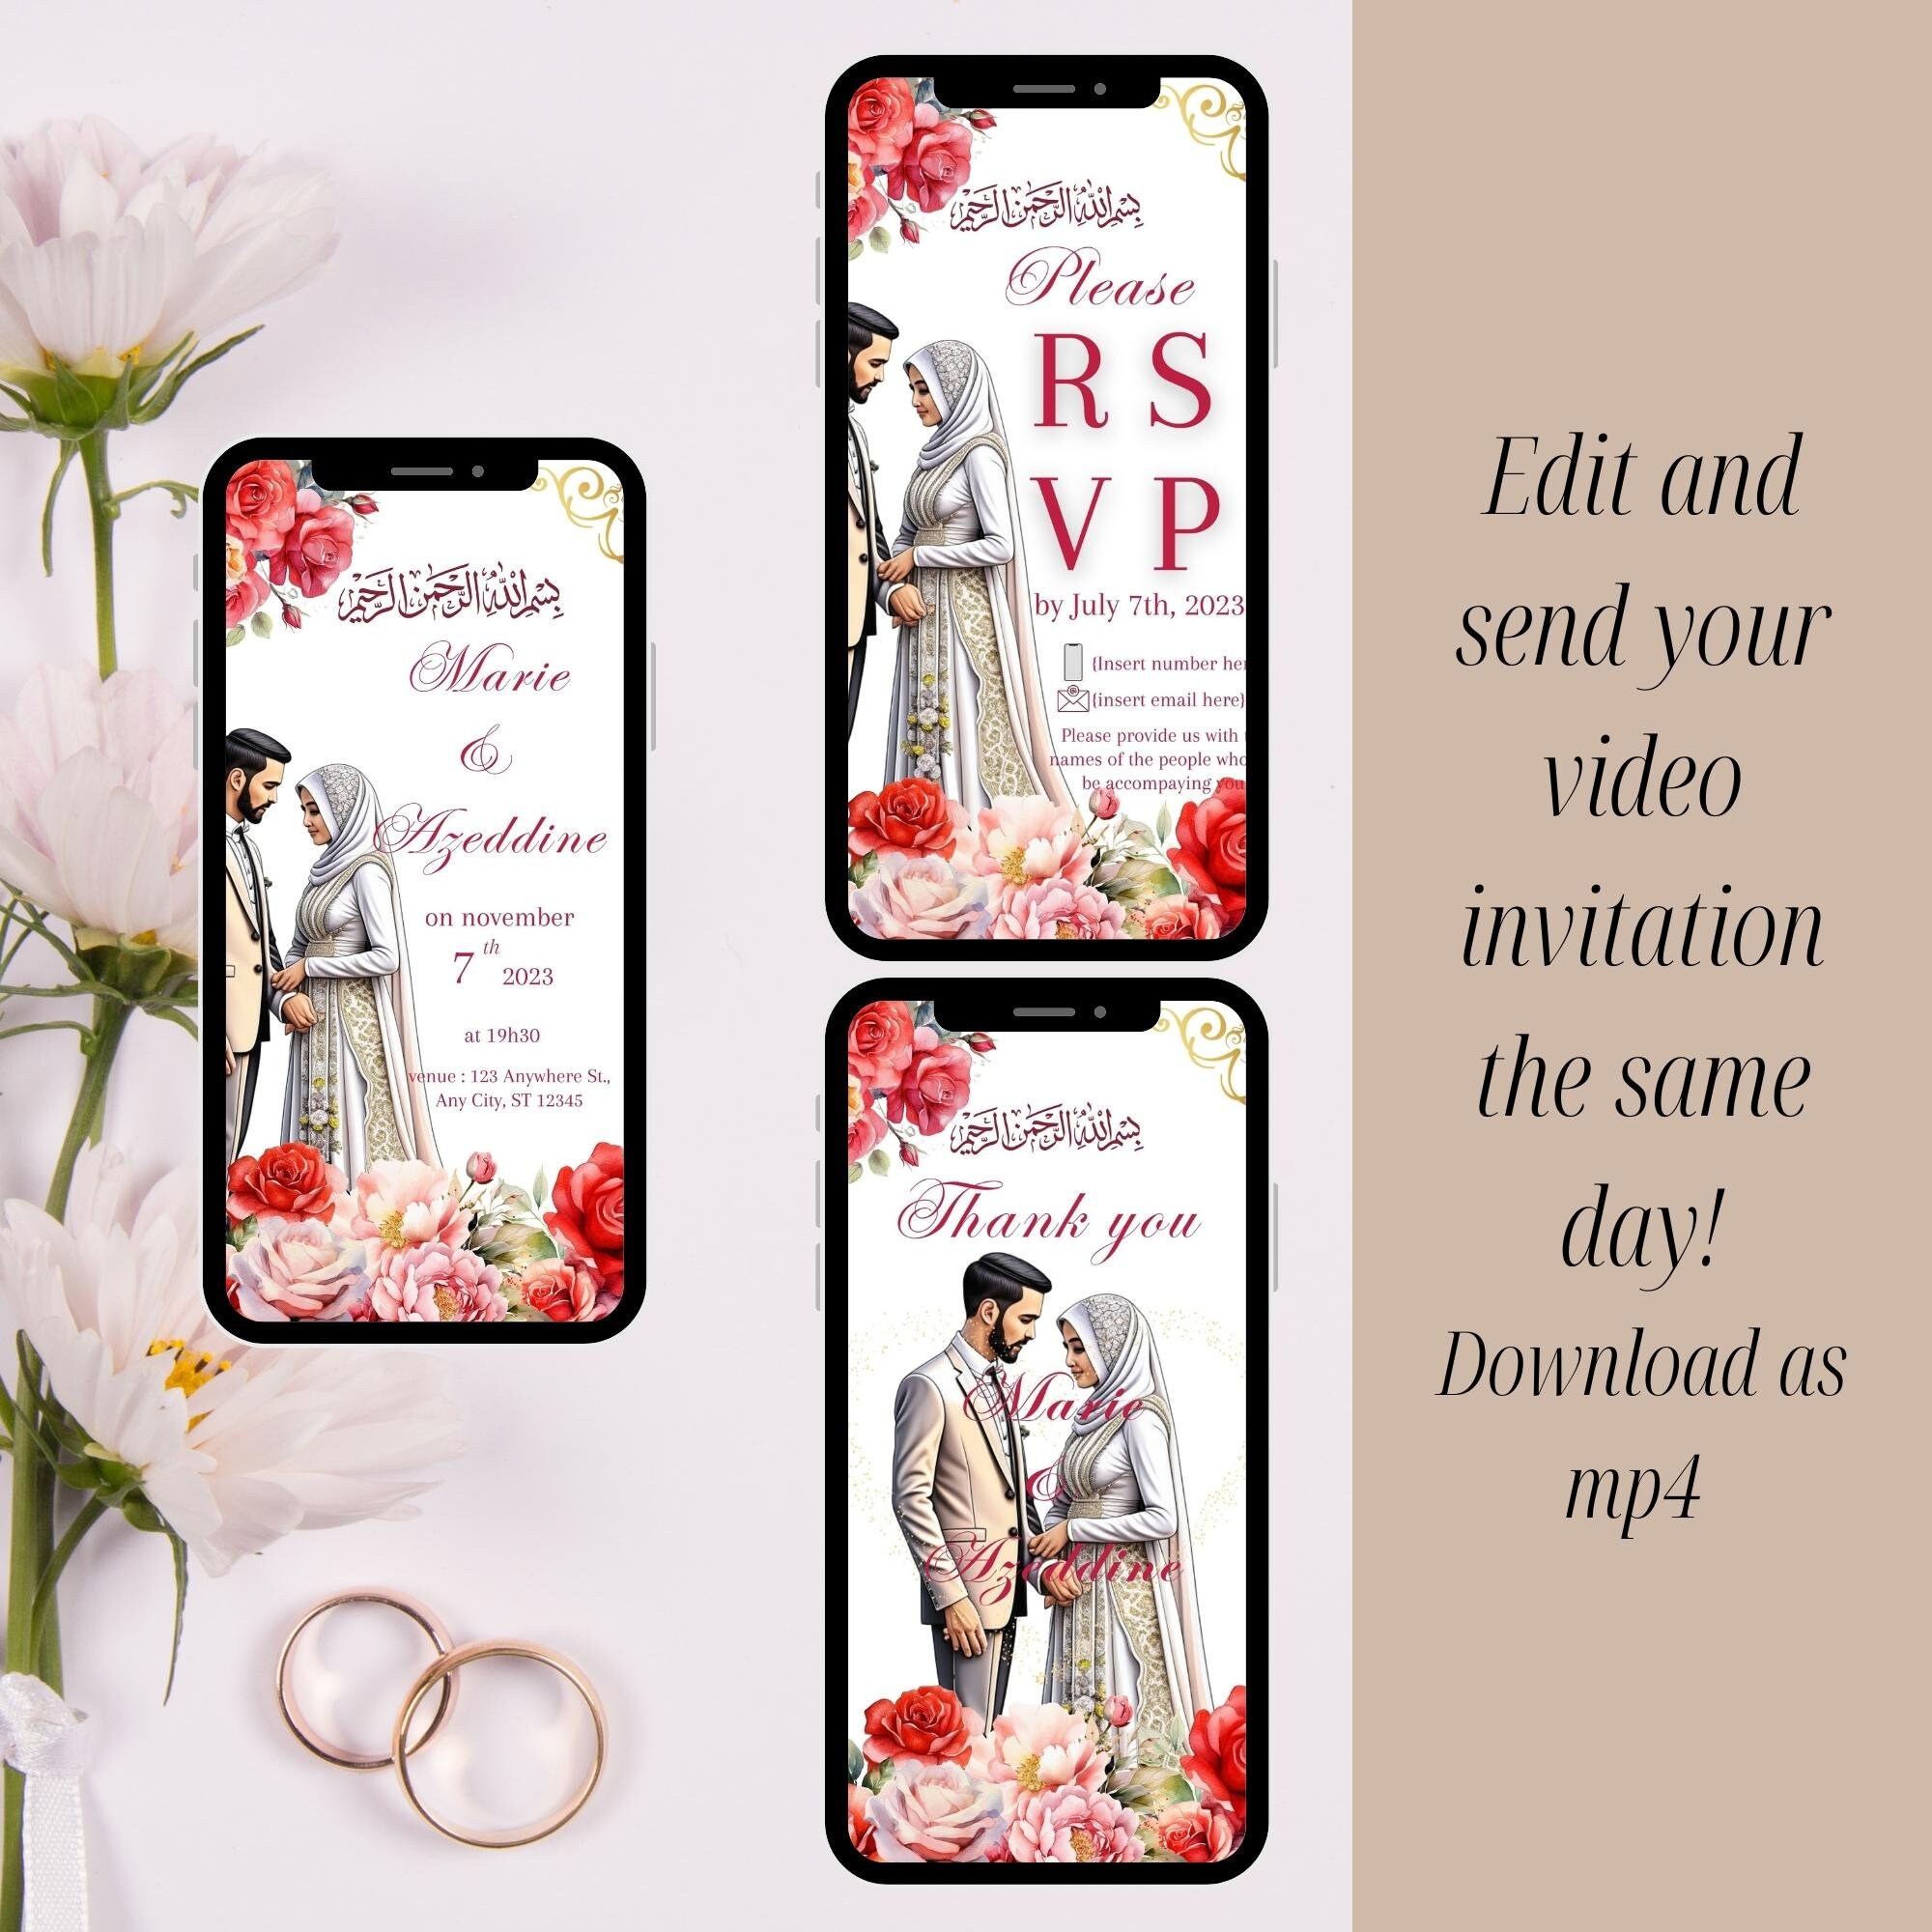 بسم الله الرحمن الرحيم
Marie
&
Azeddine
on november
7th 2023
at 19h30
venue : 123 Anywhere St.,
Any City, ST 12345
بسم الله الرحمن الرحيم
Please
R S
V P
by July 7th, 2023
{Insert number her
{insert email here}
Please provide us with
names of the people who
be accompaying you
بسم الله الرحمن الرحيم
Thank you
Marie
&
Azeddine
Edit and
send your
video
invitation
the same
day!
Download as
mp4